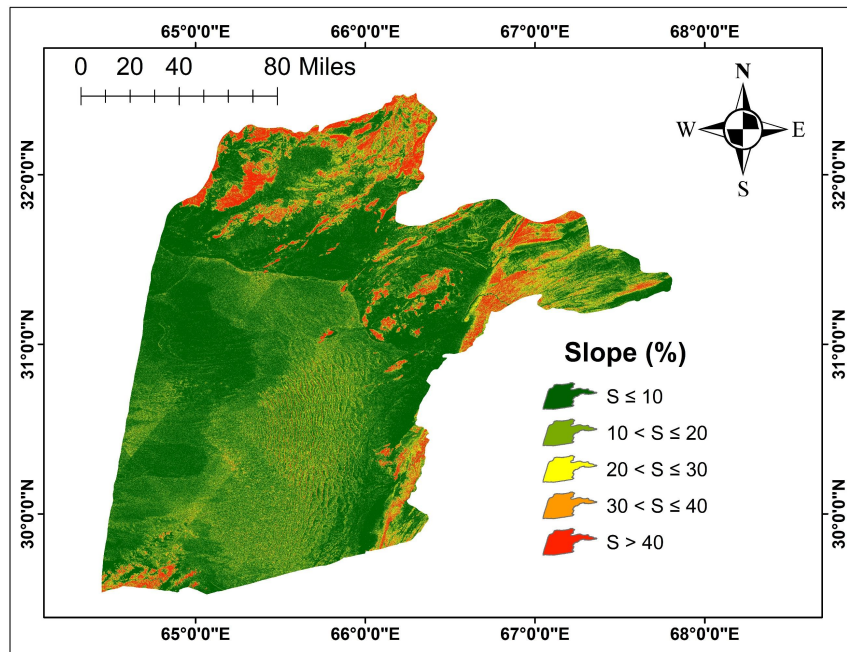 65°0'0"E 66°0'0"E 67°0'0"E 68°0'0"E
0 20 40 80 Miles
N
W E
S
32°0'0"N 32°0'0"N
31°0'0"N 31°0'0"N
Slope (%)
S ≤ 10
10 < S ≤ 20
20 < S ≤ 30
30 < S ≤ 40
S > 40
30°0'0"N 30°0'0"N
65°0'0"E 66°0'0"E 67°0'0"E 68°0'0"E